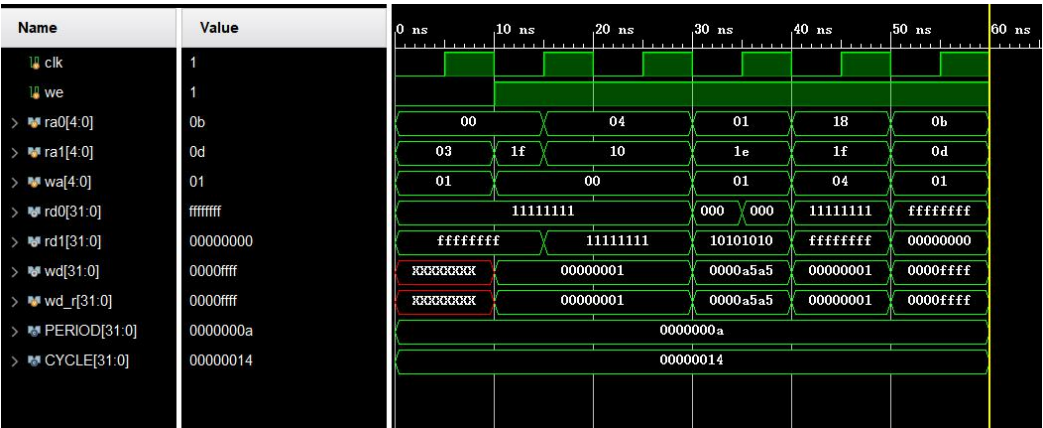 Name Value 0 ns 10 ns 20 ns 30 ns 40 ns 50 ns 60 ns
clk 1
we 1
ra0[4:0] 0b 00 04 01 18 0b
ra1[4:0] 0d 03 1f 10 1e 1f 0d
wa[4:0] 01 01 00 01 04 01
rd0[31:0] ffffffff 11111111 000 000 11111111 ffffffff
rd1[31:0] 00000000 ffffffff 11111111 10101010 ffffffff 00000000
wd[31:0] 0000ffff XXXXXXXX 00000001 0000a5a5 00000001 0000ffff
wd_r[31:0] 0000ffff XXXXXXXX 00000001 0000a5a5 00000001 0000ffff
PERIOD[31:0] 0000000a 0000000a
CYCLE[31:0] 00000014 00000014